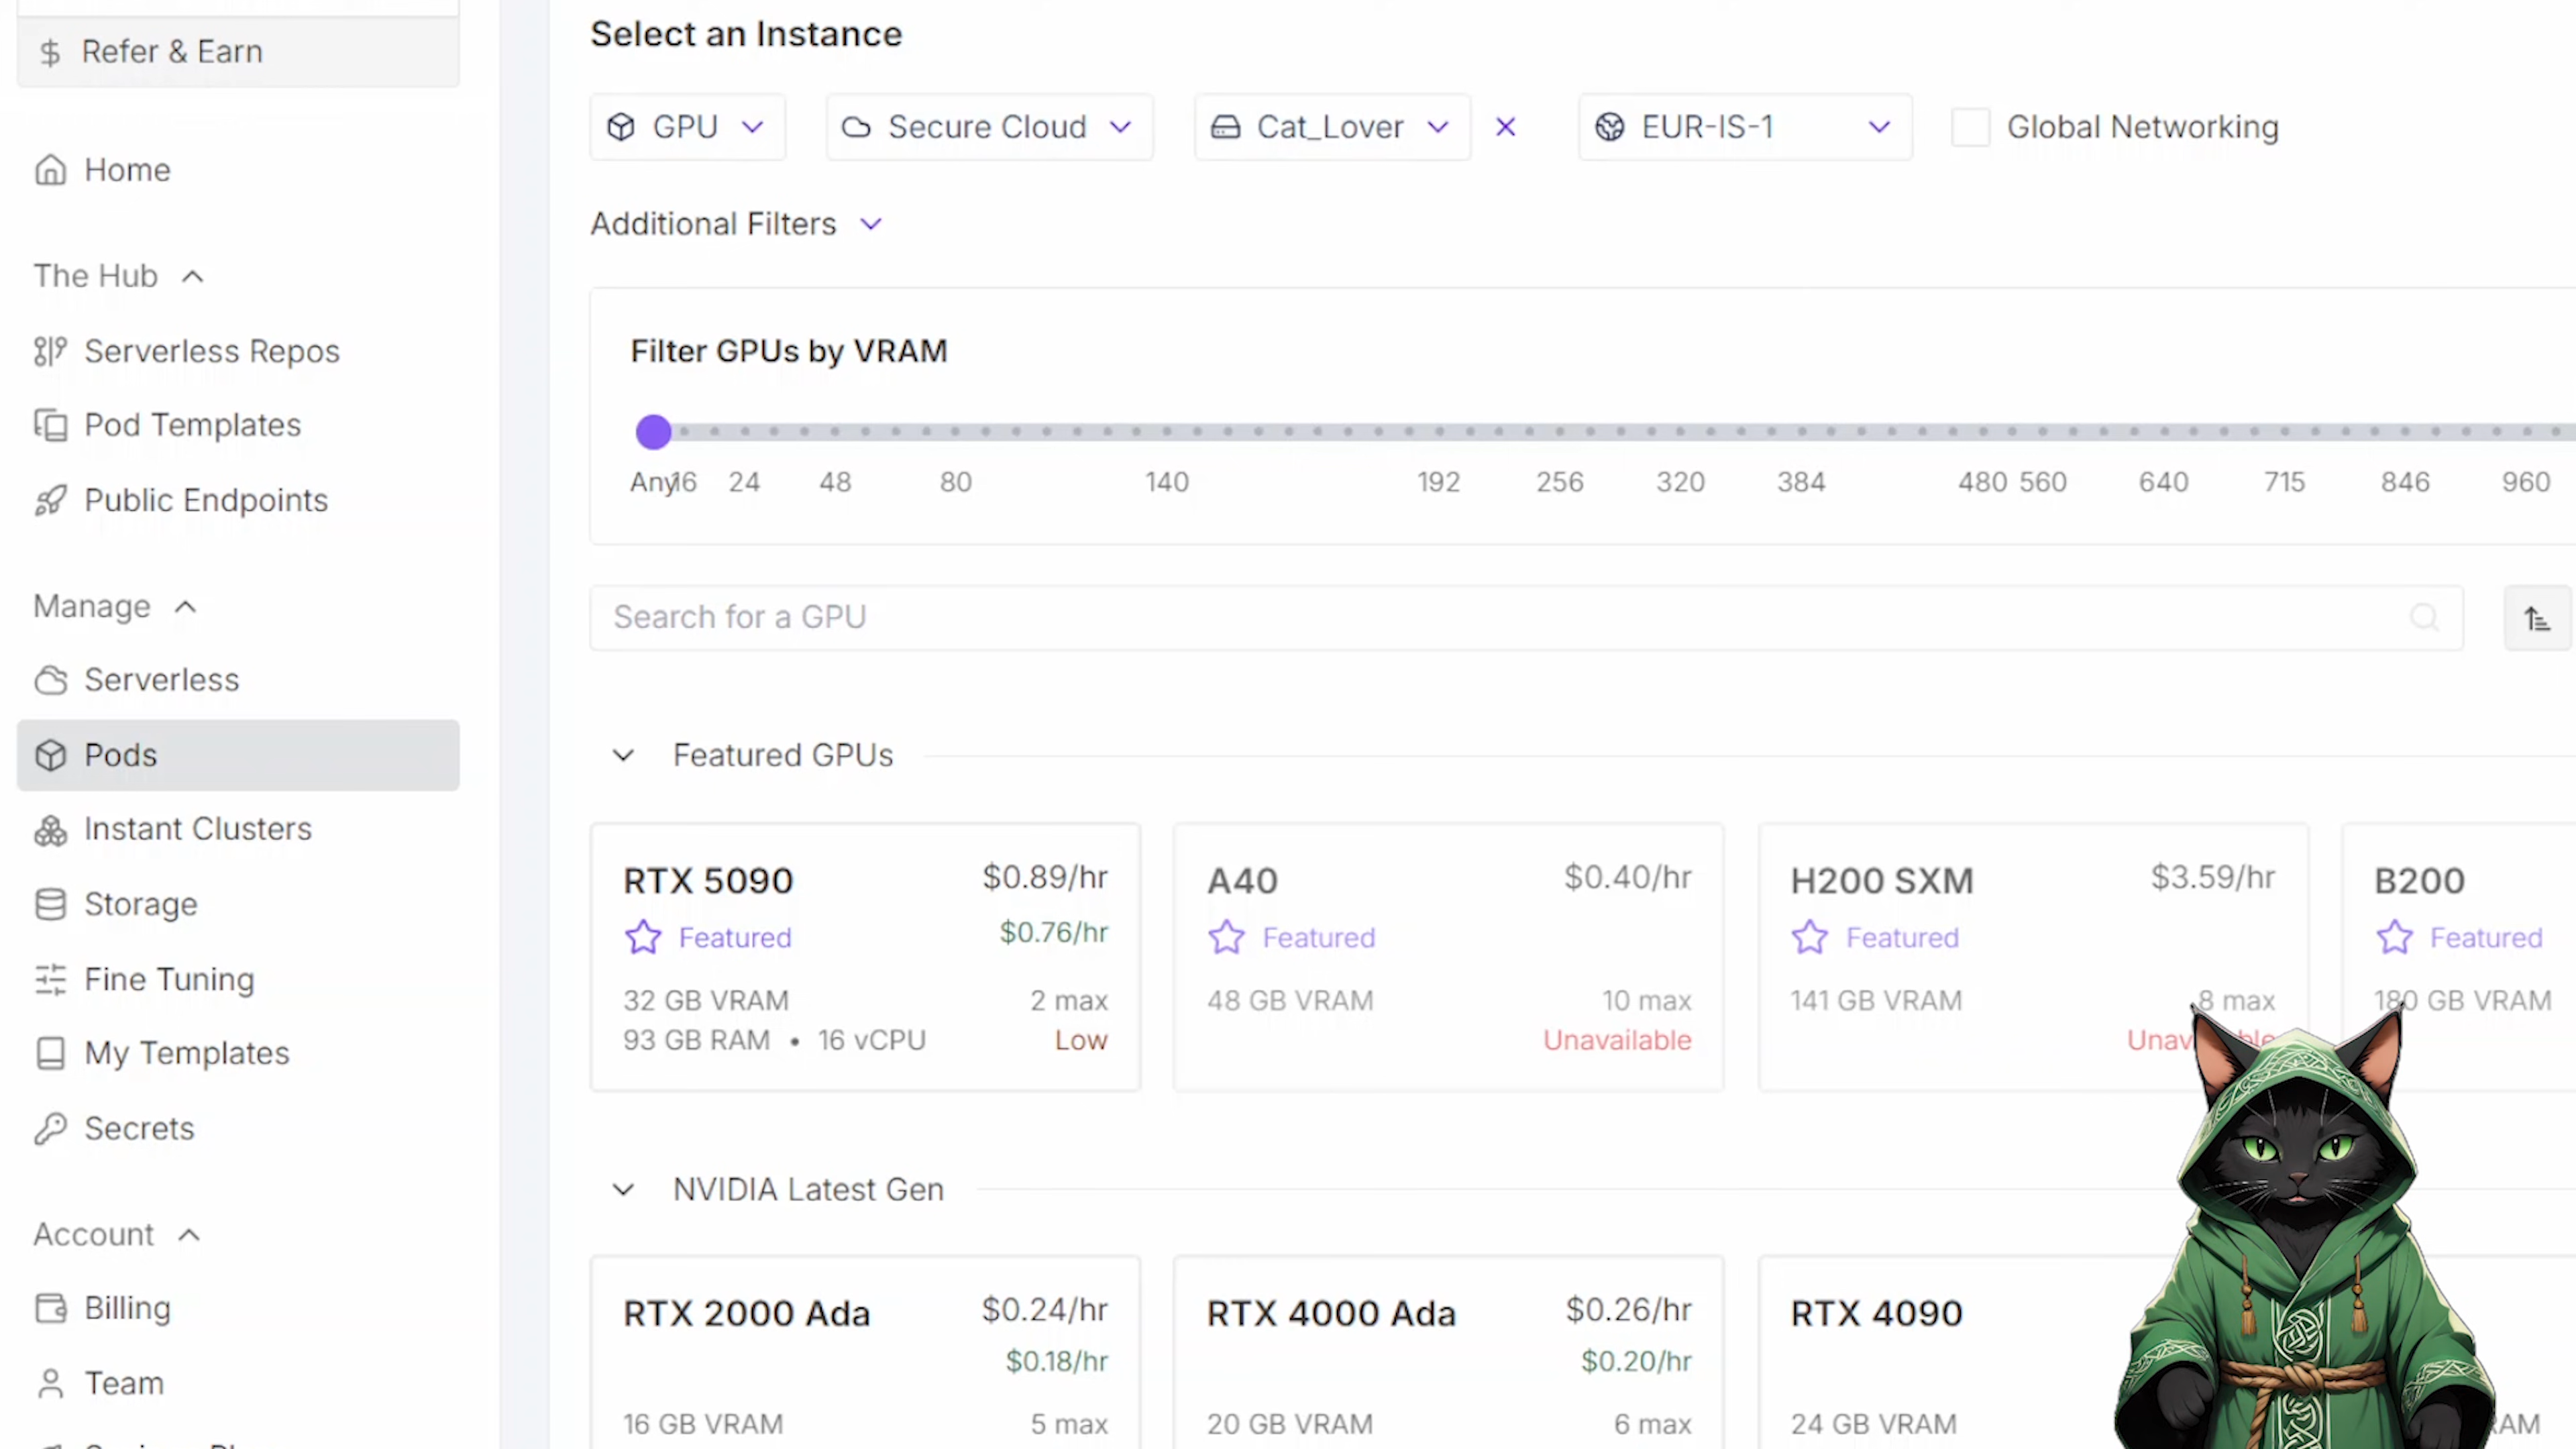 Refer & Earn
Home
The Hub
Serverless Repos
Pod Templates
Public Endpoints
Manage
Serverless
Pods
Instant Clusters
Storage
Fine Tuning
My Templates
Secrets
Account
Billing
Team
Select an Instance
GPU
Secure Cloud
Cat_Lover
EUR-IS-1
Global Networking
Additional Filters
Filter GPUs by VRAM
Any 16 24 48 80 140 192 256 320 384 480 560 640 715 846 960
Search for a GPU
Featured GPUs
RTX 5090 $0.89/hr
Featured $0.76/hr
32 GB VRAM 2 max
93 GB RAM • 16 vCPU Low
A40 $0.40/hr
Featured
48 GB VRAM 10 max
Unavailable
H200 SXM $3.59/hr
Featured
141 GB VRAM 8 max
B200
Featured
180 GB VRAM
NVIDIA Latest Gen
RTX 2000 Ada $0.24/hr
$0.18/hr
16 GB VRAM 5 max
RTX 4000 Ada $0.26/hr
$0.20/hr
20 GB VRAM 6 max
RTX 4090
24 GB VRAM